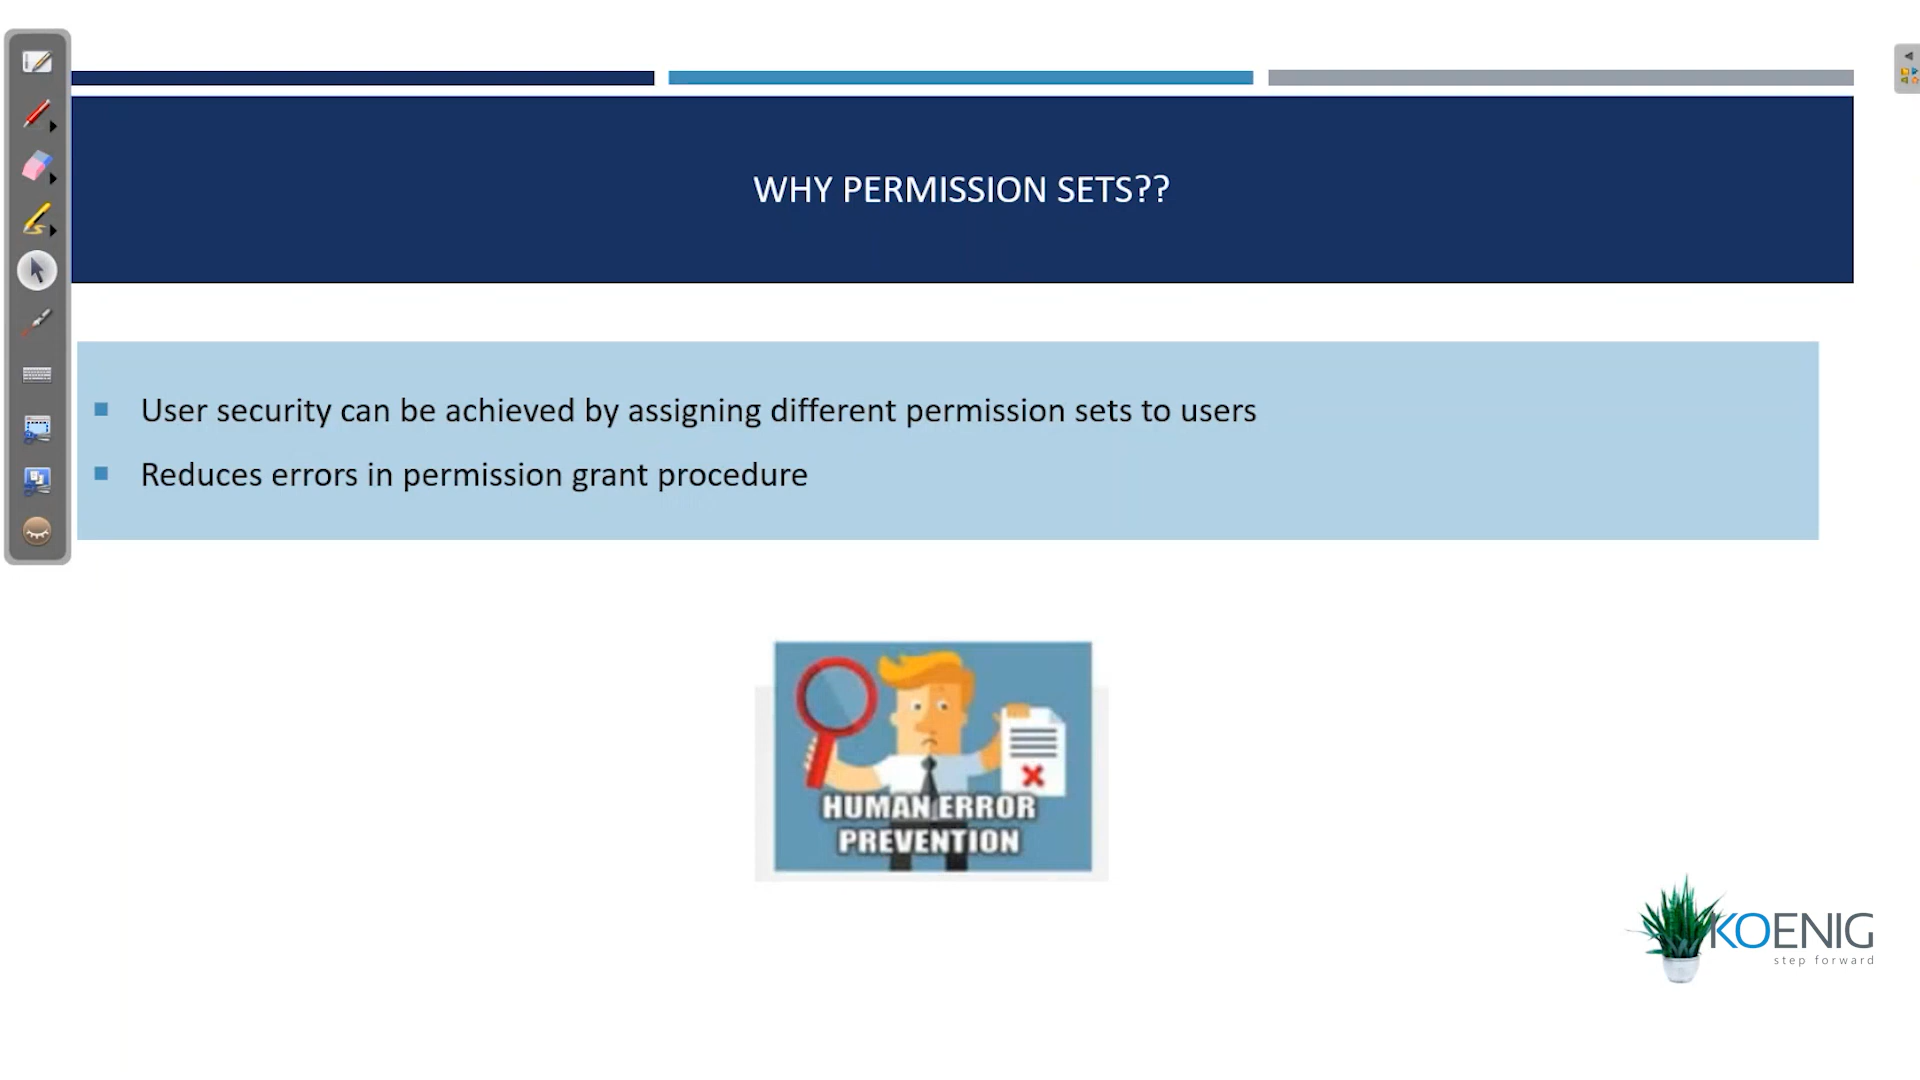 WHY PERMISSION SETS??
User security can be achieved by assigning different permission sets to users
Reduces errors in permission grant procedure
HUMAN ERROR
PREVENTION
KOENIG
step forward